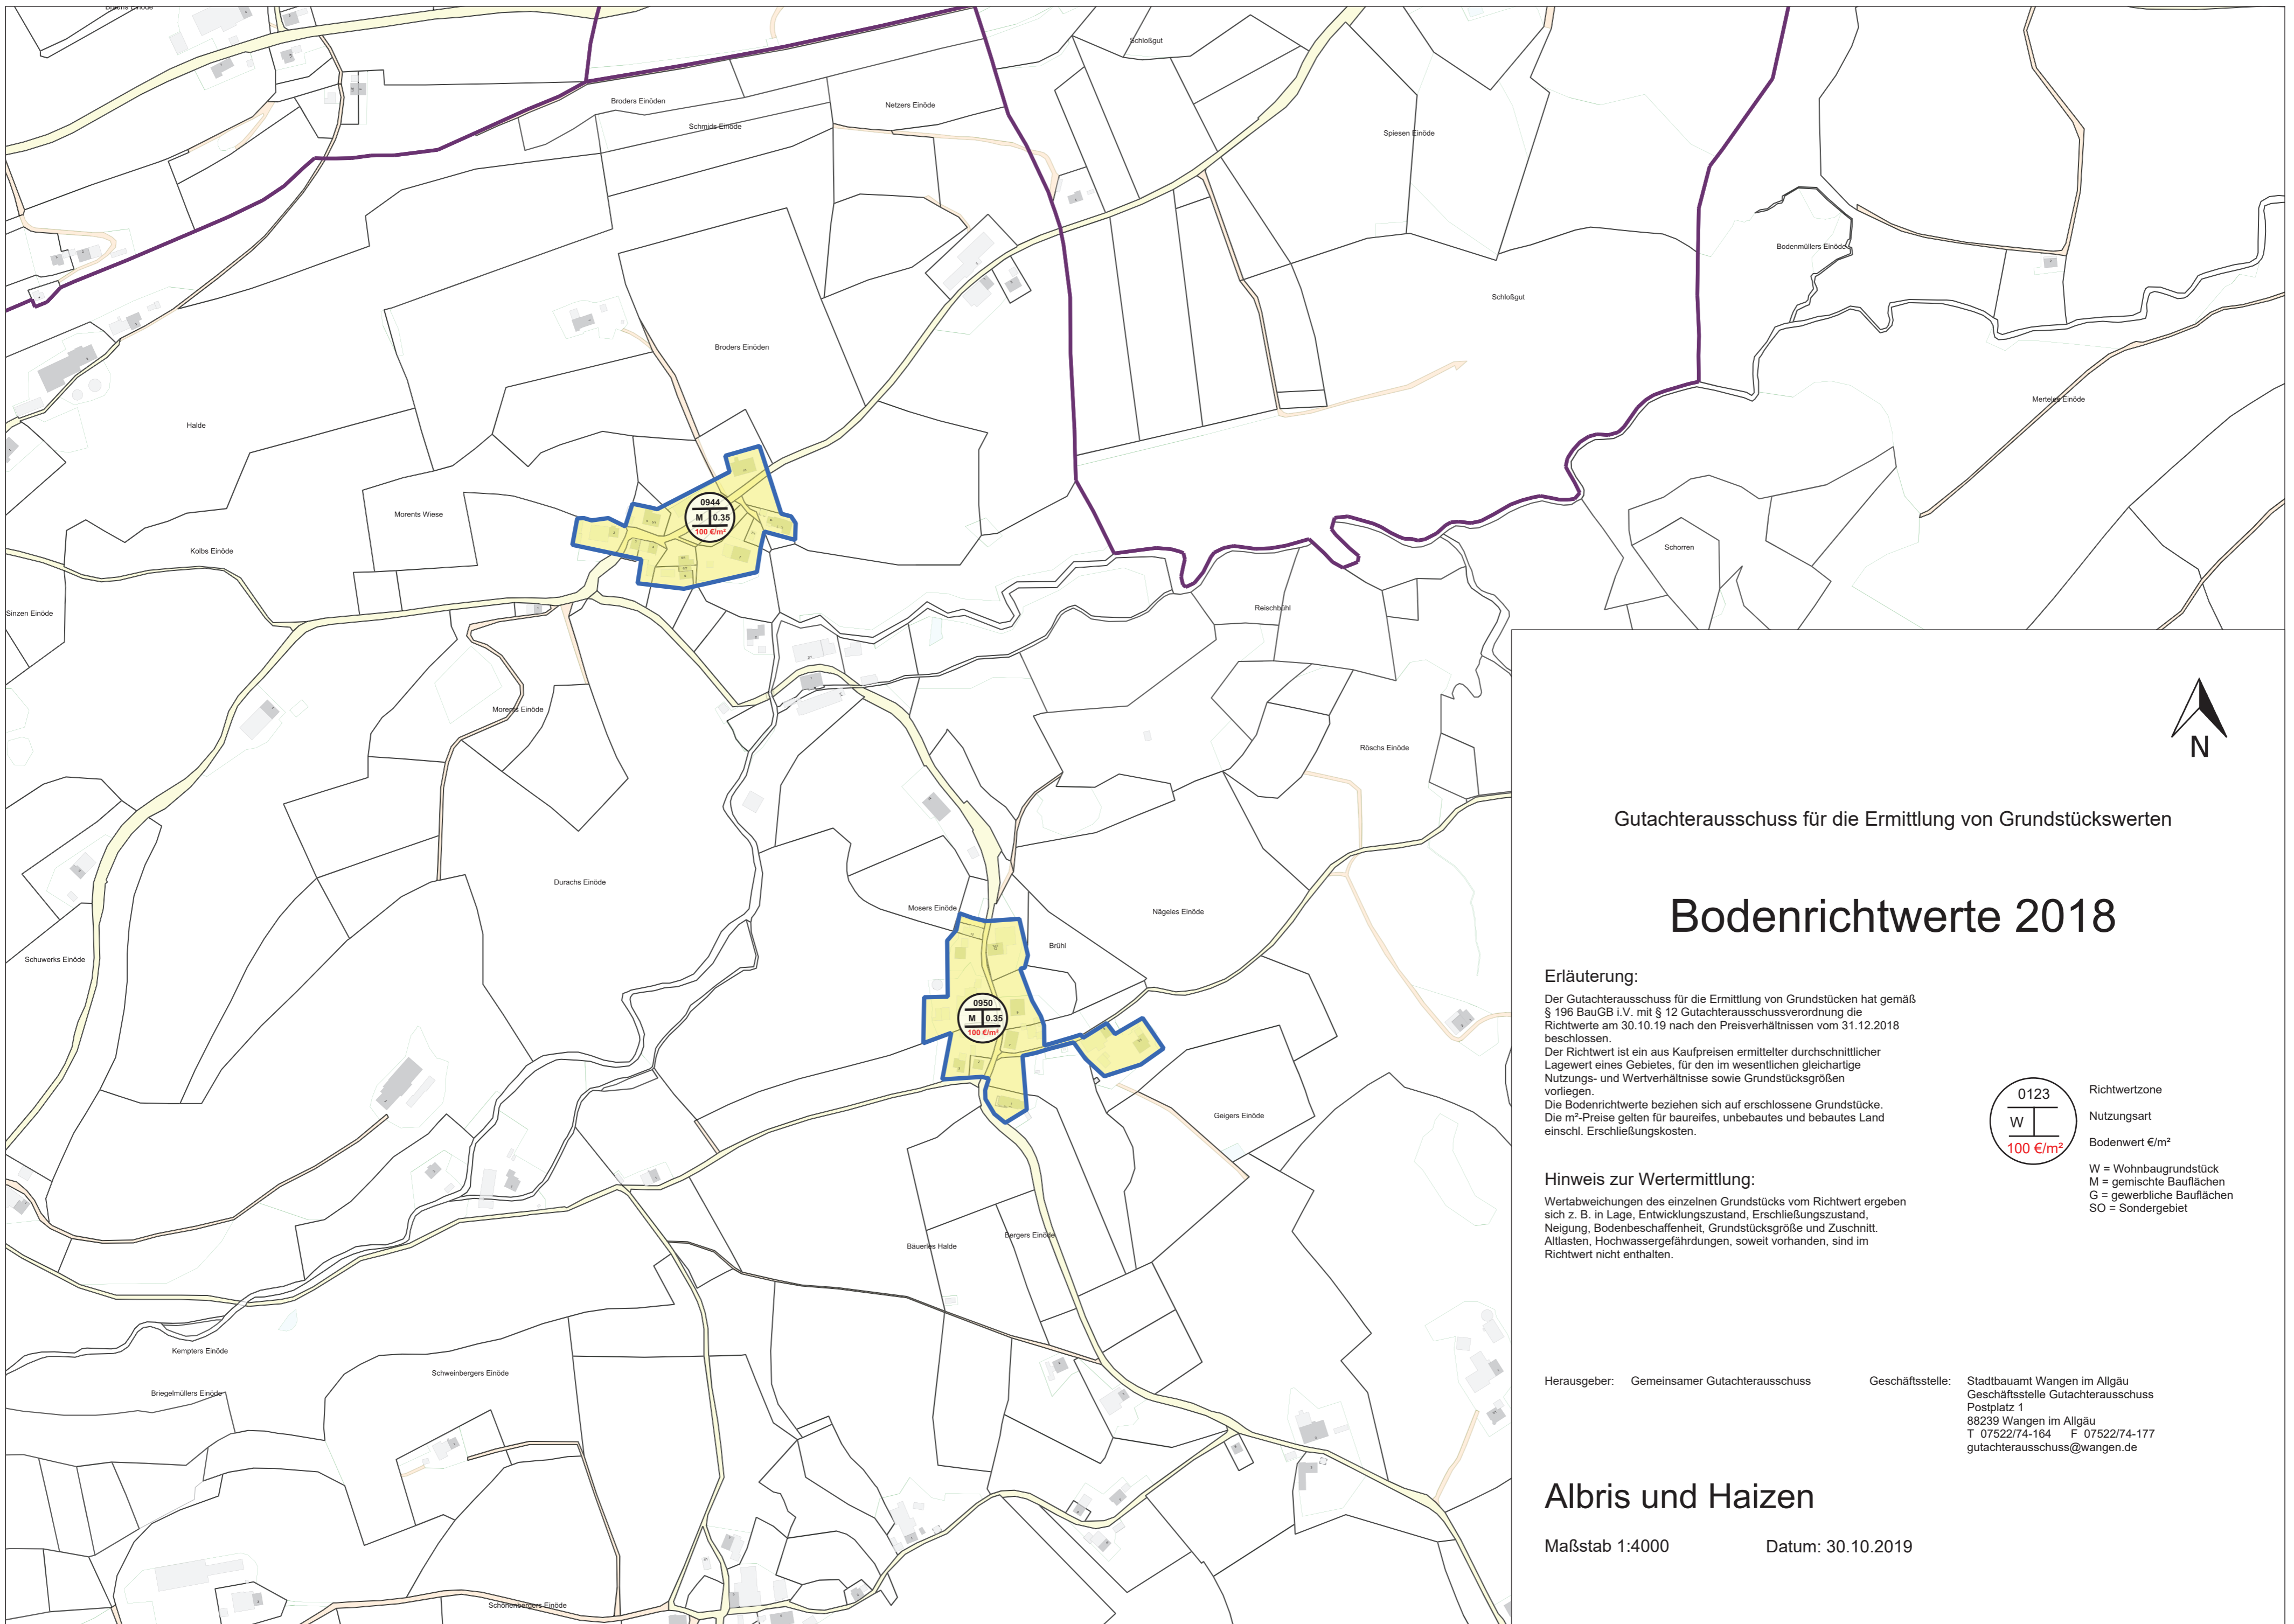 Schloßgut
Broders Einöden
Netzers Einöde
Schmids Einöde
Spiesen Einöde
Bodenmüllers Einöde
Schloßgut
Broders Einöden
Merteles Einöde
Halde
0944
M 0.35
100 €/m²
Morents Wiese
Kolbs Einöde
Schorren
Sinzen Einöde
Reischbühl
Morents Einöde
Röschs Einöde
Durachs Einöde
Mosers Einöde
Nägeles Einöde
Brühl
Schuwerks Einöde
0950
M 0.35
100 €/m²
Geigers Einöde
Bäuerles Halde
Bergers Einöde
Kempters Einöde
Schweinbergers Einöde
Briegelmüllers Einöde
Schönenbergers Einöde
N
Gutachterausschuss für die Ermittlung von Grundstückswerten
Bodenrichtwerte 2018
Erläuterung:
Der Gutachterausschuss für die Ermittlung von Grundstücken hat gemäß
§ 196 BauGB i.V. mit § 12 Gutachterausschussverordnung die
Richtwerte am 30.10.19 nach den Preisverhältnissen vom 31.12.2018
beschlossen.
Der Richtwert ist ein aus Kaufpreisen ermittelter durchschnittlicher
Lagewert eines Gebietes, für den im wesentlichen gleichartige
Nutzungs- und Wertverhältnisse sowie Grundstücksgrößen
vorliegen.
Die Bodenrichtwerte beziehen sich auf erschlossene Grundstücke.
Die m²-Preise gelten für baureifes, unbebautes und bebautes Land
einschl. Erschließungskosten.
Hinweis zur Wertermittlung:
Wertabweichungen des einzelnen Grundstücks vom Richtwert ergeben
sich z. B. in Lage, Entwicklungszustand, Erschließungszustand,
Neigung, Bodenbeschaffenheit, Grundstücksgröße und Zuschnitt.
Altlasten, Hochwassergefährdungen, soweit vorhanden, sind im
Richtwert nicht enthalten.
0123
W
100 €/m²
Richtwertzone
Nutzungsart
Bodenwert €/m²
W = Wohnbaugrundstück
M = gemischte Bauflächen
G = gewerbliche Bauflächen
SO = Sondergebiet
Herausgeber: Gemeinsamer Gutachterausschuss
Geschäftsstelle: Stadtbauamt Wangen im Allgäu
Geschäftsstelle Gutachterausschuss
Postplatz 1
88239 Wangen im Allgäu
T 07522/74-164 F 07522/74-177
gutachterausschuss@wangen.de
Albris und Haizen
Maßstab 1:4000 Datum: 30.10.2019